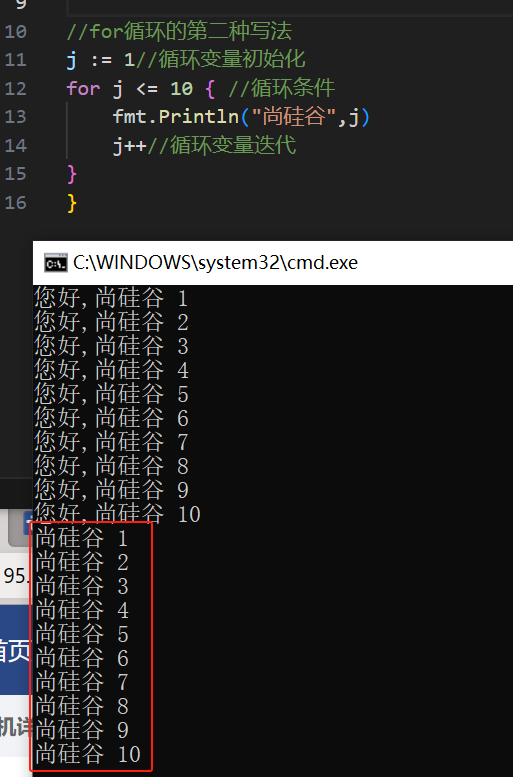 9
10 //for循环的第二种写法
11 j := 1//循环变量初始化
12 for j <= 10 { //循环条件
13 fmt.Println("尚硅谷",j)
14 j++//循环变量迭代
15 }
16 }
C:\WINDOWS\system32\cmd.exe
您好,尚硅谷 1
您好,尚硅谷 2
您好,尚硅谷 3
您好,尚硅谷 4
您好,尚硅谷 5
您好,尚硅谷 6
您好,尚硅谷 7
您好,尚硅谷 8
您好,尚硅谷 9
您好,尚硅谷 10
尚硅谷 1
尚硅谷 2
尚硅谷 3
尚硅谷 4
尚硅谷 5
尚硅谷 6
尚硅谷 7
尚硅谷 8
尚硅谷 9
尚硅谷 10
95.